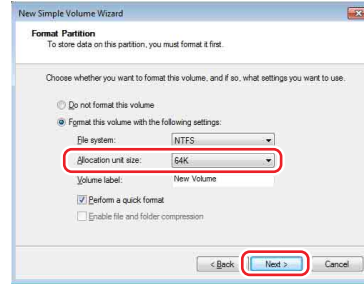 New Simple Volume Wizard
Format Partition
To store data on this partition, you must format it first.
Choose whether you want to format this volume, and if so, what settings you want to use.
Do not format this volume
Format this volume with the following settings:
File system: NTFS
Allocation unit size: 64K
Volume label: New Volume
Perform a quick format
Enable file and folder compression
< Back Next > Cancel